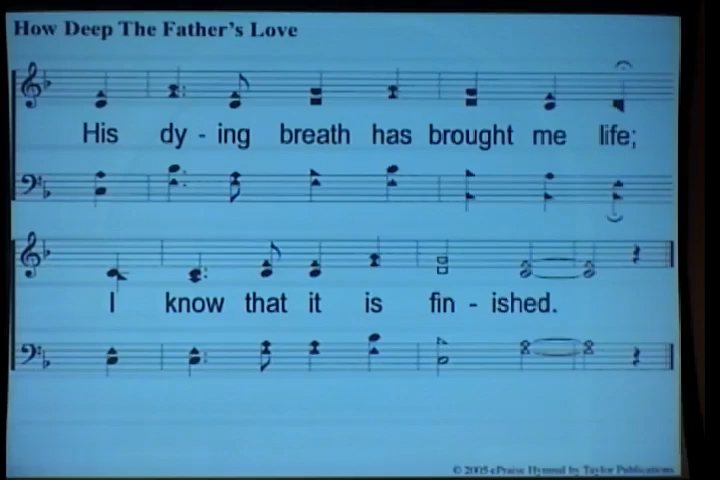 How Deep The Father's Love
His dy - ing breath has brought me life;
I know that it is fin - ished.
© 2005 ePraise Hymnal by Taylor Publications